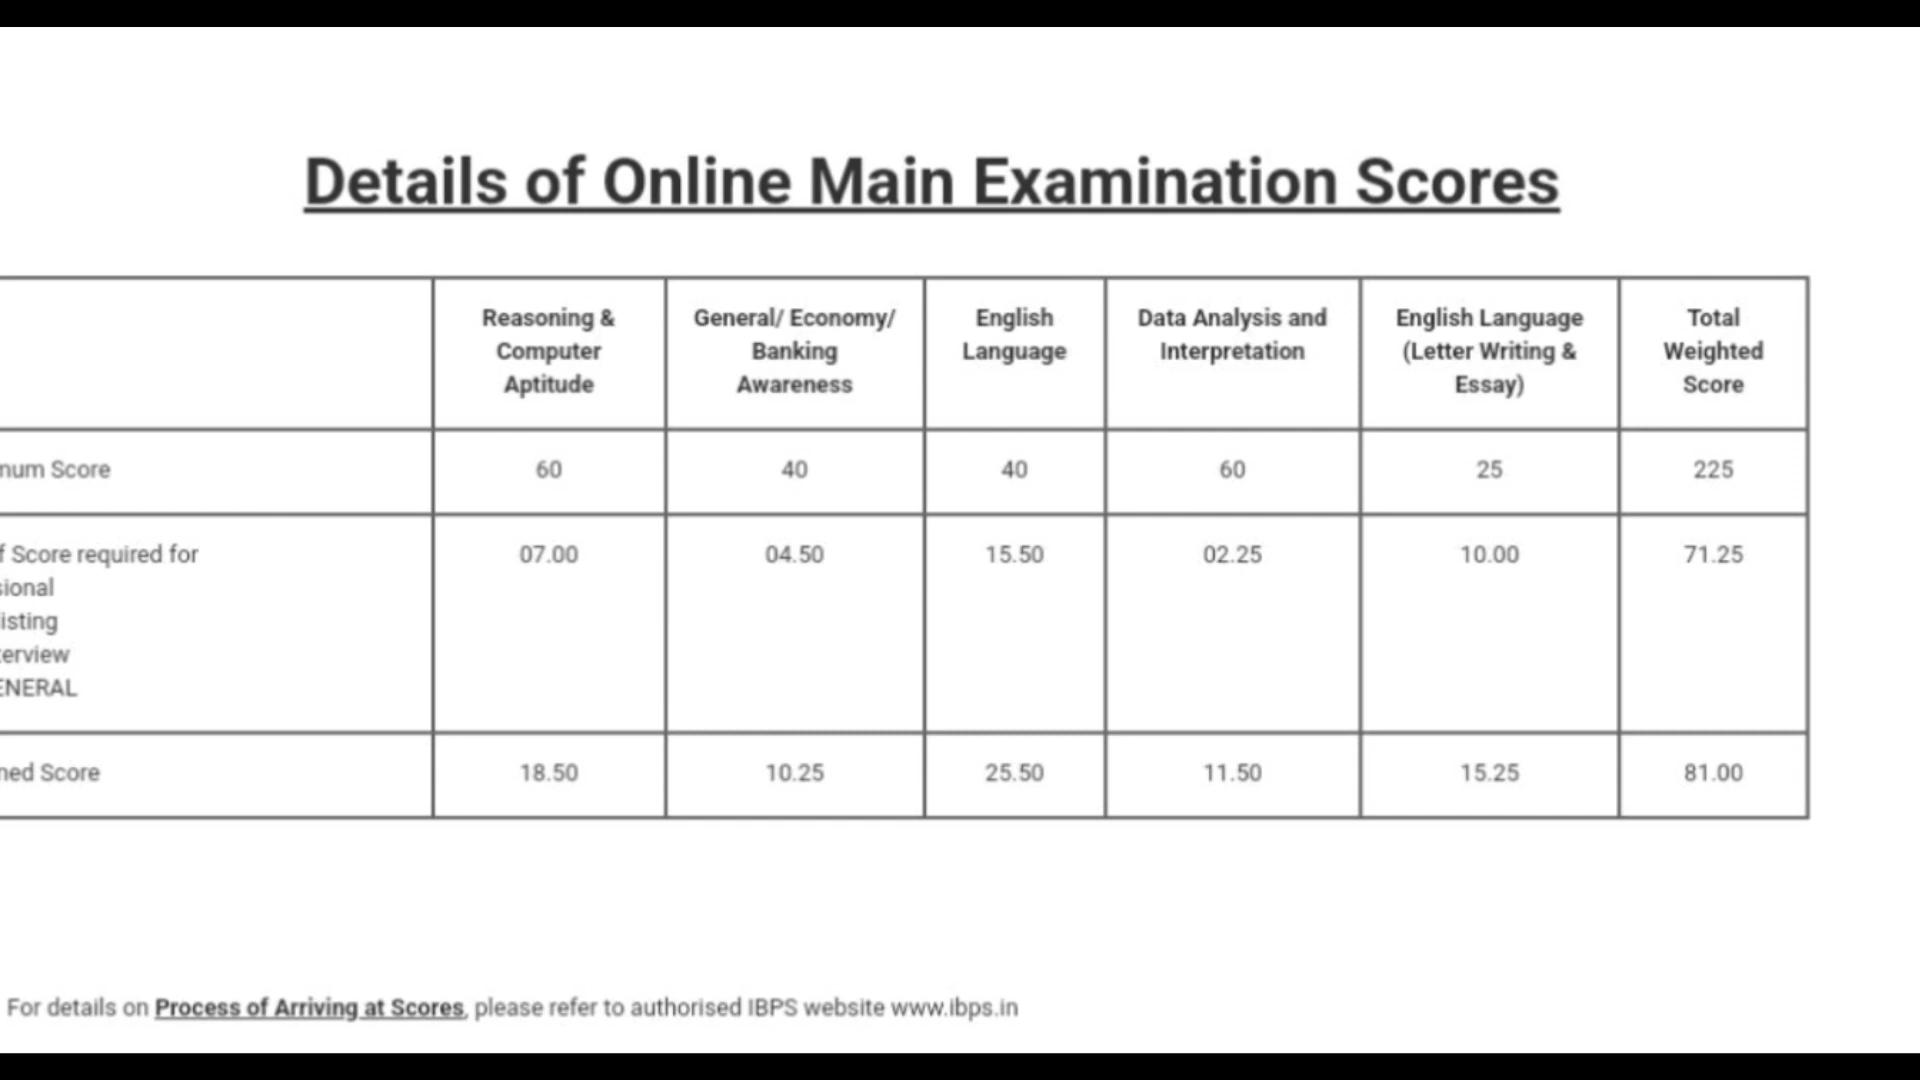 Details of Online Main Examination Scores
Reasoning & Computer Aptitude General/ Economy/ Banking Awareness English Language Data Analysis and Interpretation English Language (Letter Writing & Essay) Total Weighted Score
mum Score 60 40 40 60 25 225
f Score required for 07.00 04.50 15.50 02.25 10.00 71.25
sional
isting
terview
ENERAL
ned Score 18.50 10.25 25.50 11.50 15.25 81.00
For details on Process of Arriving at Scores, please refer to authorised IBPS website www.ibps.in